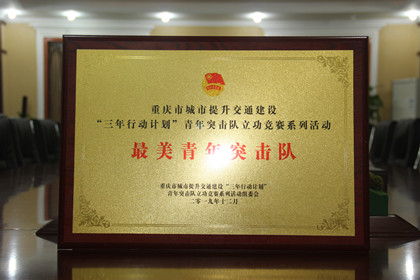 重庆市城市提升交通建设
“三年行动计划”青年突击队立功竞赛系列活动
最美青年突击队
重庆市城市提升交通建设“三年行动计划”
青年突击队立功竞赛系列活动组委会
二〇一九年十二月